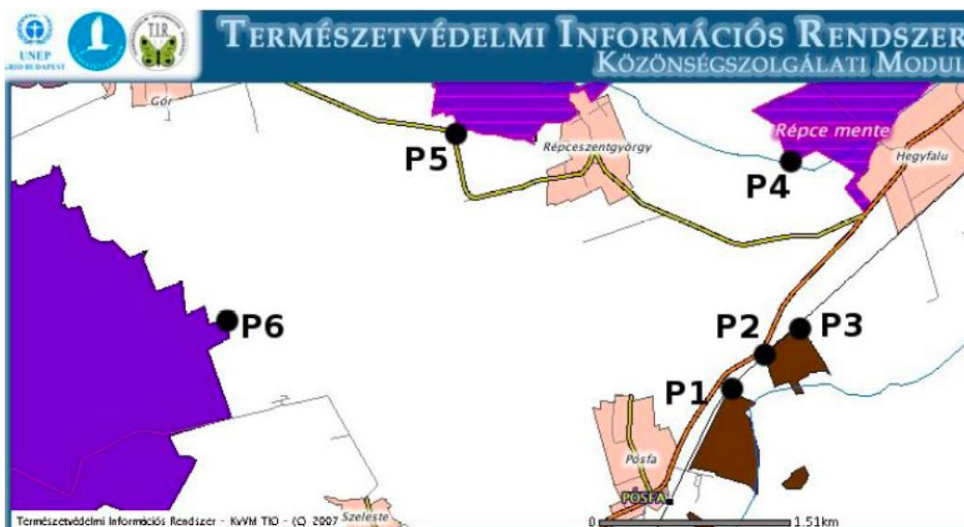 UNEP
GRID-BUDAPEST
T.I.R.
TERMÉSZETVÉDELMI INFORMÁCIÓS RENDSZER
KÖZÖNSÉGSZOLGÁLATI MODUL
Gór
P5
Répceszentgyörgy
Répce mente
Hegyfalu
P4
P6
P2
P3
P1
Pósfa
PÓSFA
Szeleste
Természetvédelmi Információs Rendszer - KvVM TIO - (C) 2007
0
1.51km